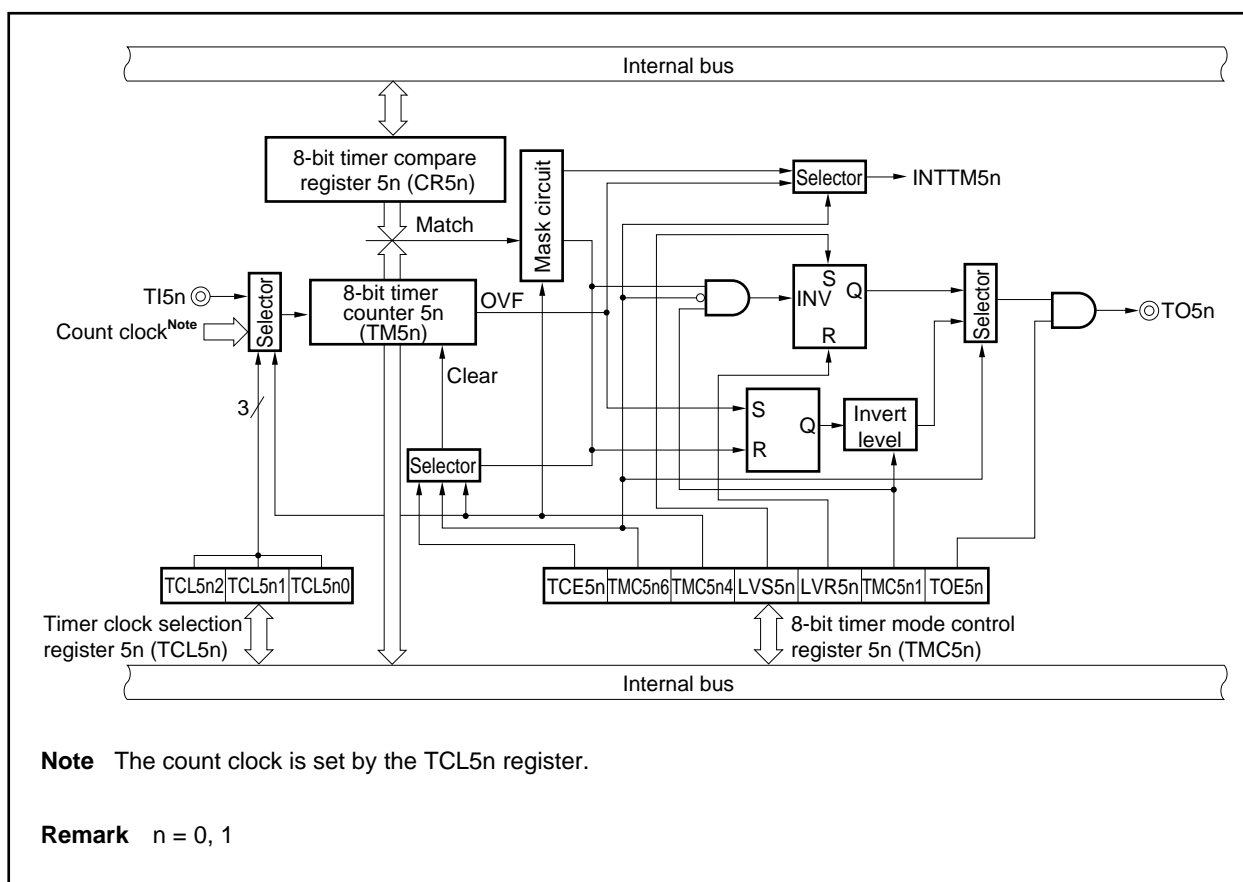 Internal bus
8-bit timer compare
register 5n (CR5n)
Match
Mask circuit
Selector
INTTM5n
TI5n
Count clockNote
Selector
8-bit timer
counter 5n
(TM5n)
OVF
Clear
S
INV
Q
R
Selector
TO5n
3
S
R
Q
Invert
level
Selector
TCL5n2 TCL5n1 TCL5n0
TCE5n TMC5n6 TMC5n4 LVS5n LVR5n TMC5n1 TOE5n
Timer clock selection
register 5n (TCL5n)
8-bit timer mode control
register 5n (TMC5n)
Internal bus
Note The count clock is set by the TCL5n register.
Remark n = 0, 1